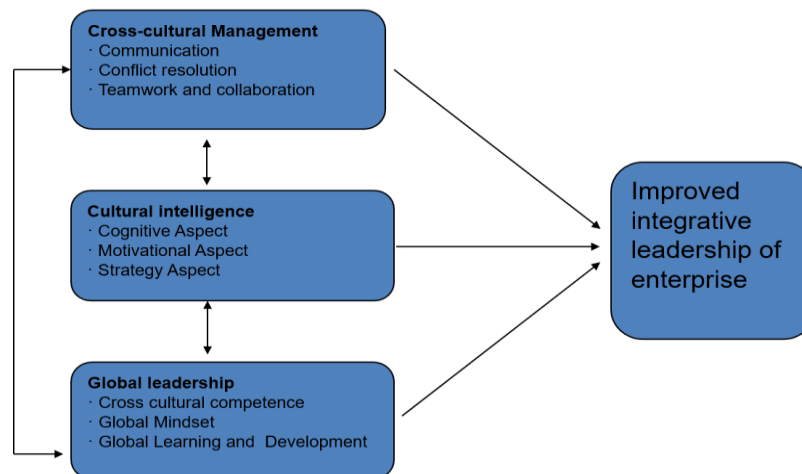 Cross-cultural Management
· Communication
· Conflict resolution
· Teamwork and collaboration
Cultural intelligence
· Cognitive Aspect
· Motivational Aspect
· Strategy Aspect
Global leadership
· Cross cultural competence
· Global Mindset
· Global Learning and  Development
Improved
integrative
leadership of
enterprise